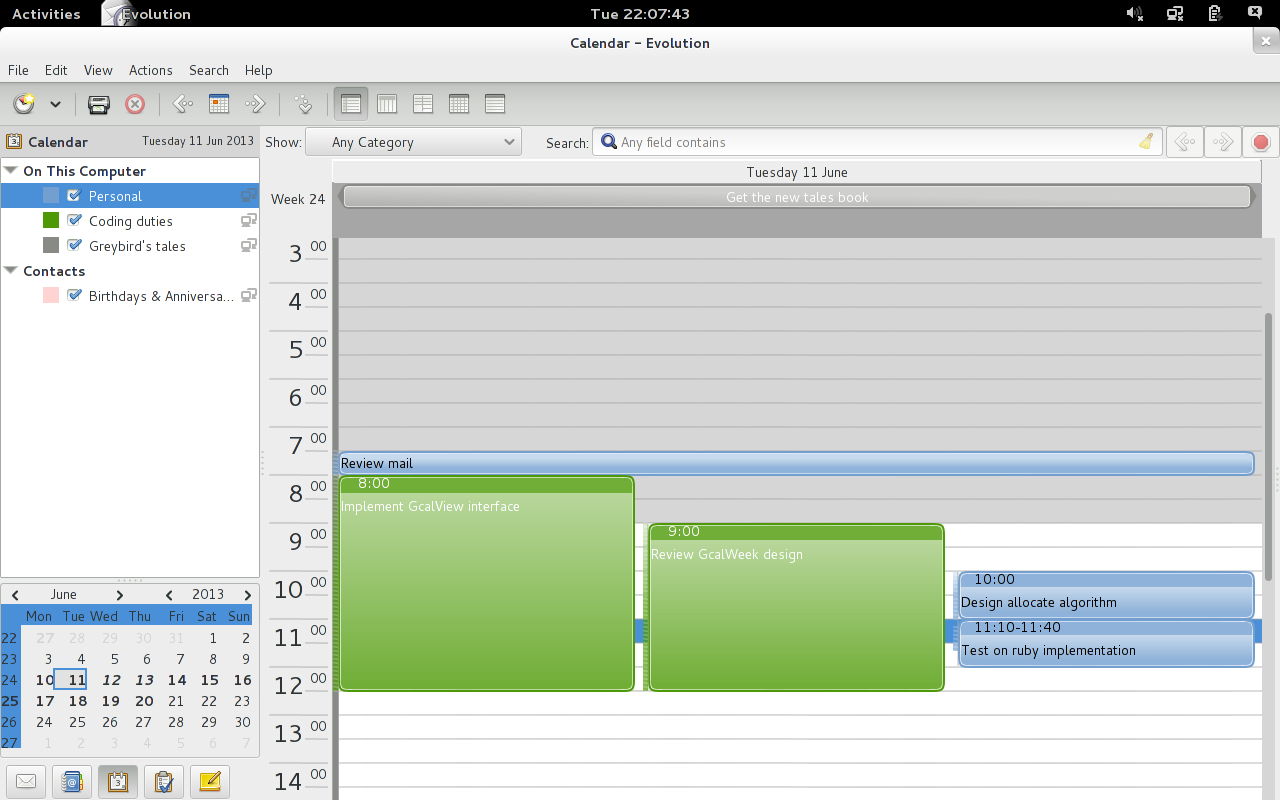 Activities Evolution Tue 22:07:43
Calendar – Evolution
File Edit View Actions Search Help
Calendar Tuesday 11 Jun 2013 Show: Any Category Search: Any field contains
On This Computer
Personal
Coding duties
Greybird's tales
Contacts
Birthdays & Anniversa...
June 2013
Mon Tue Wed Thu Fri Sat Sun
22 27 28 29 30 31 1 2
23 3 4 5 6 7 8 9
24 10 11 12 13 14 15 16
25 17 18 19 20 21 22 23
26 24 25 26 27 28 29 30
27 1 2 3 4 5 6 7
Tuesday 11 June
Week 24 Get the new tales book
3 00
4 00
5 00
6 00
7 00
Review mail
8 00
8:00
Implement GcalView interface
9 00
9:00
Review GcalWeek design
10 00
10:00
Design allocate algorithm
11 00
11:10-11:40
Test on ruby implementation
12 00
13 00
14 00